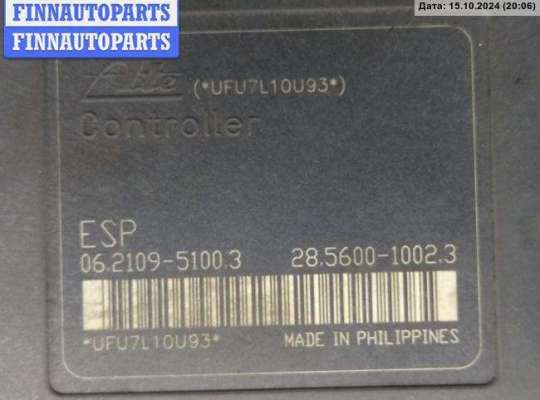 FINNAUTOPARTS
FINNAUTOPARTS
Дата: 15.10.2024 (20:06)
Ate (*UFU7L10U93*)
Controller
ESP
06.2109-5100.3 28.5600-1002.3
*UFU7L10U93* MADE IN PHILIPPINES